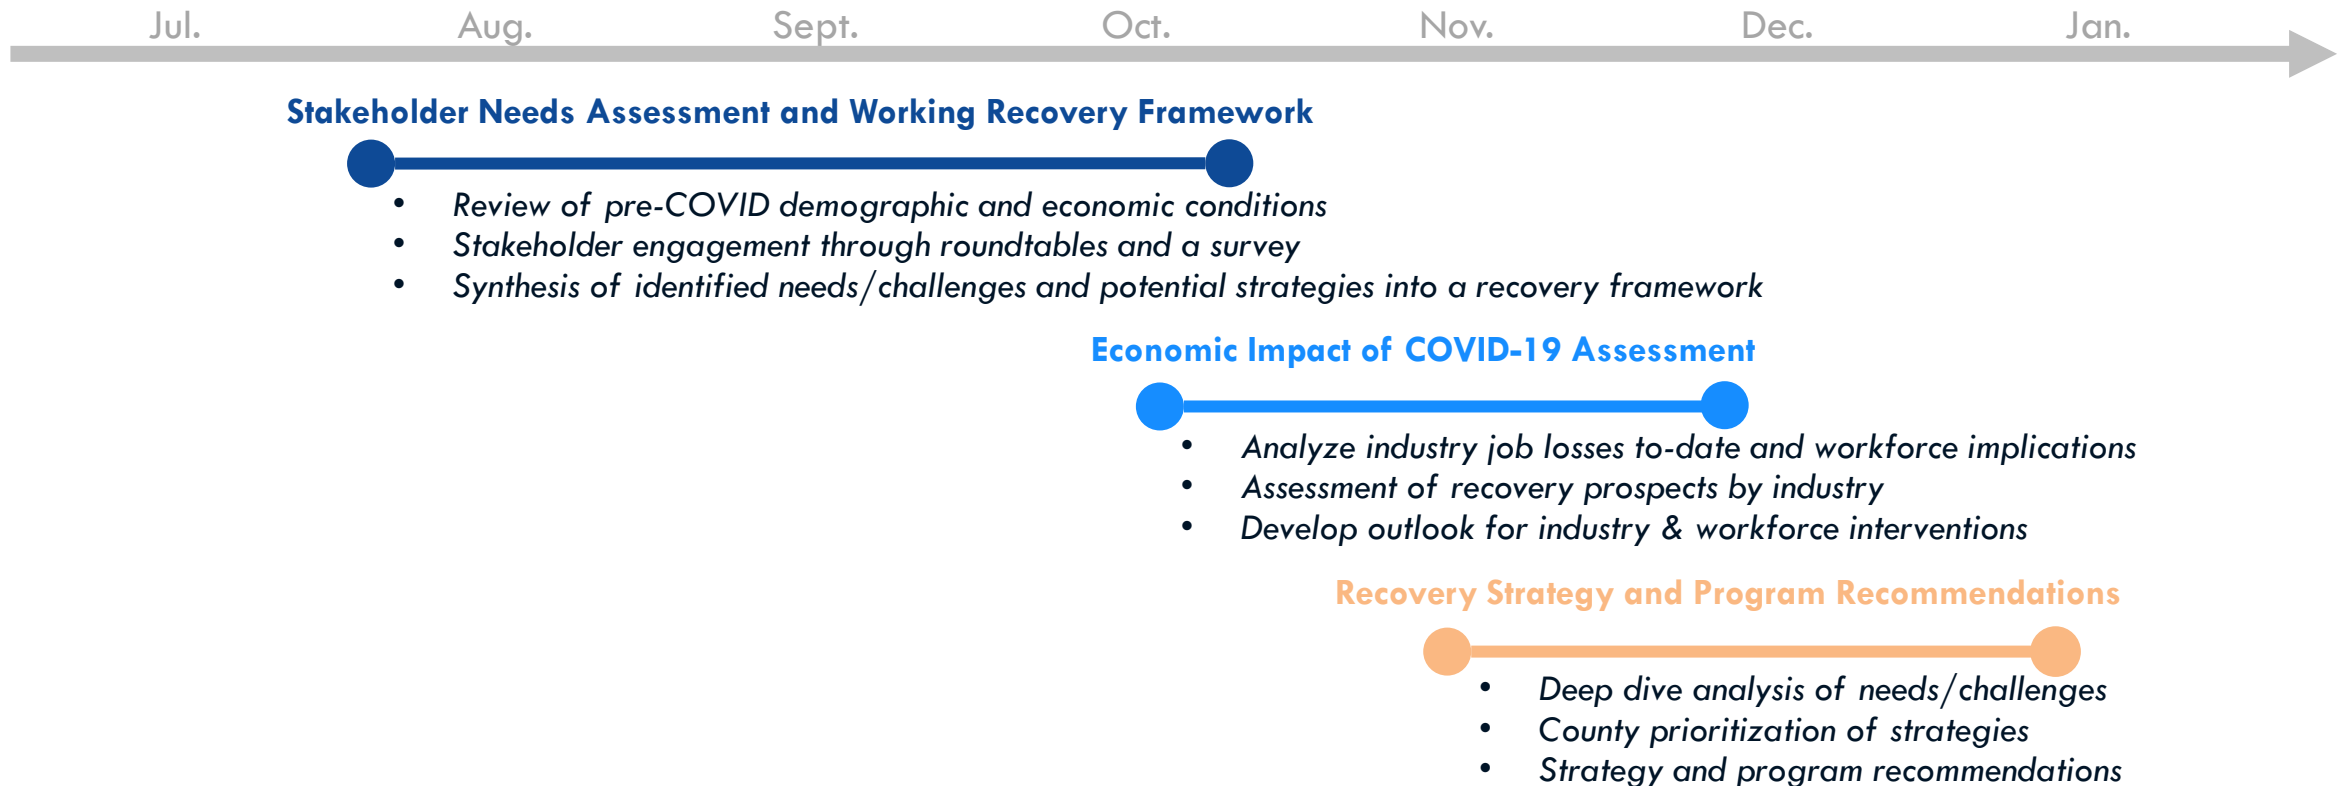 Jul. Aug. Sept. Oct. Nov. Dec. Jan.
Stakeholder Needs Assessment and Working Recovery Framework
• Review of pre-COVID demographic and economic conditions
• Stakeholder engagement through roundtables and a survey
• Synthesis of identified needs/challenges and potential strategies into a recovery framework
Economic Impact of COVID-19 Assessment
• Analyze industry job losses to-date and workforce implications
• Assessment of recovery prospects by industry
• Develop outlook for industry & workforce interventions
Recovery Strategy and Program Recommendations
• Deep dive analysis of needs/challenges
• County prioritization of strategies
• Strategy and program recommendations